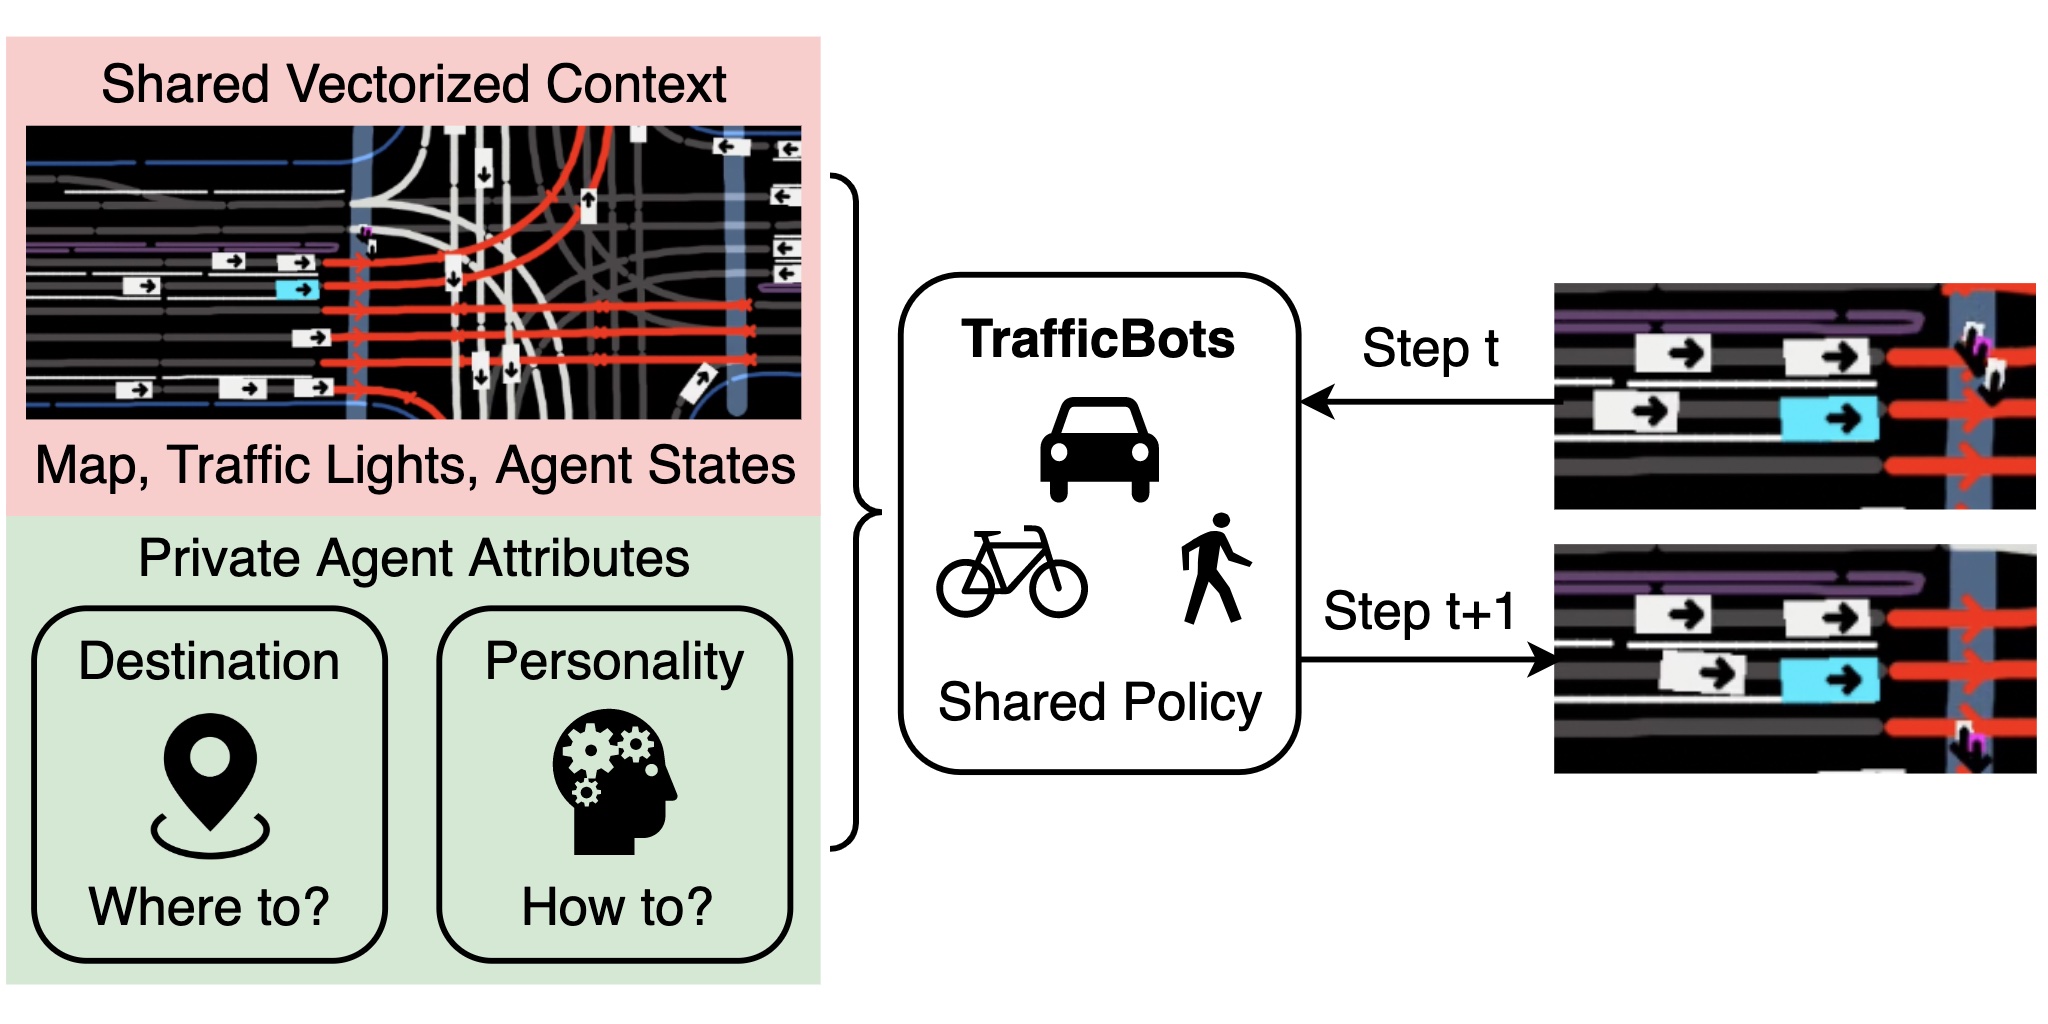 Shared Vectorized Context
Map, Traffic Lights, Agent States
Private Agent Attributes
Destination
Where to?
Personality
How to?
TrafficBots
Shared Policy
Step t
Step t+1